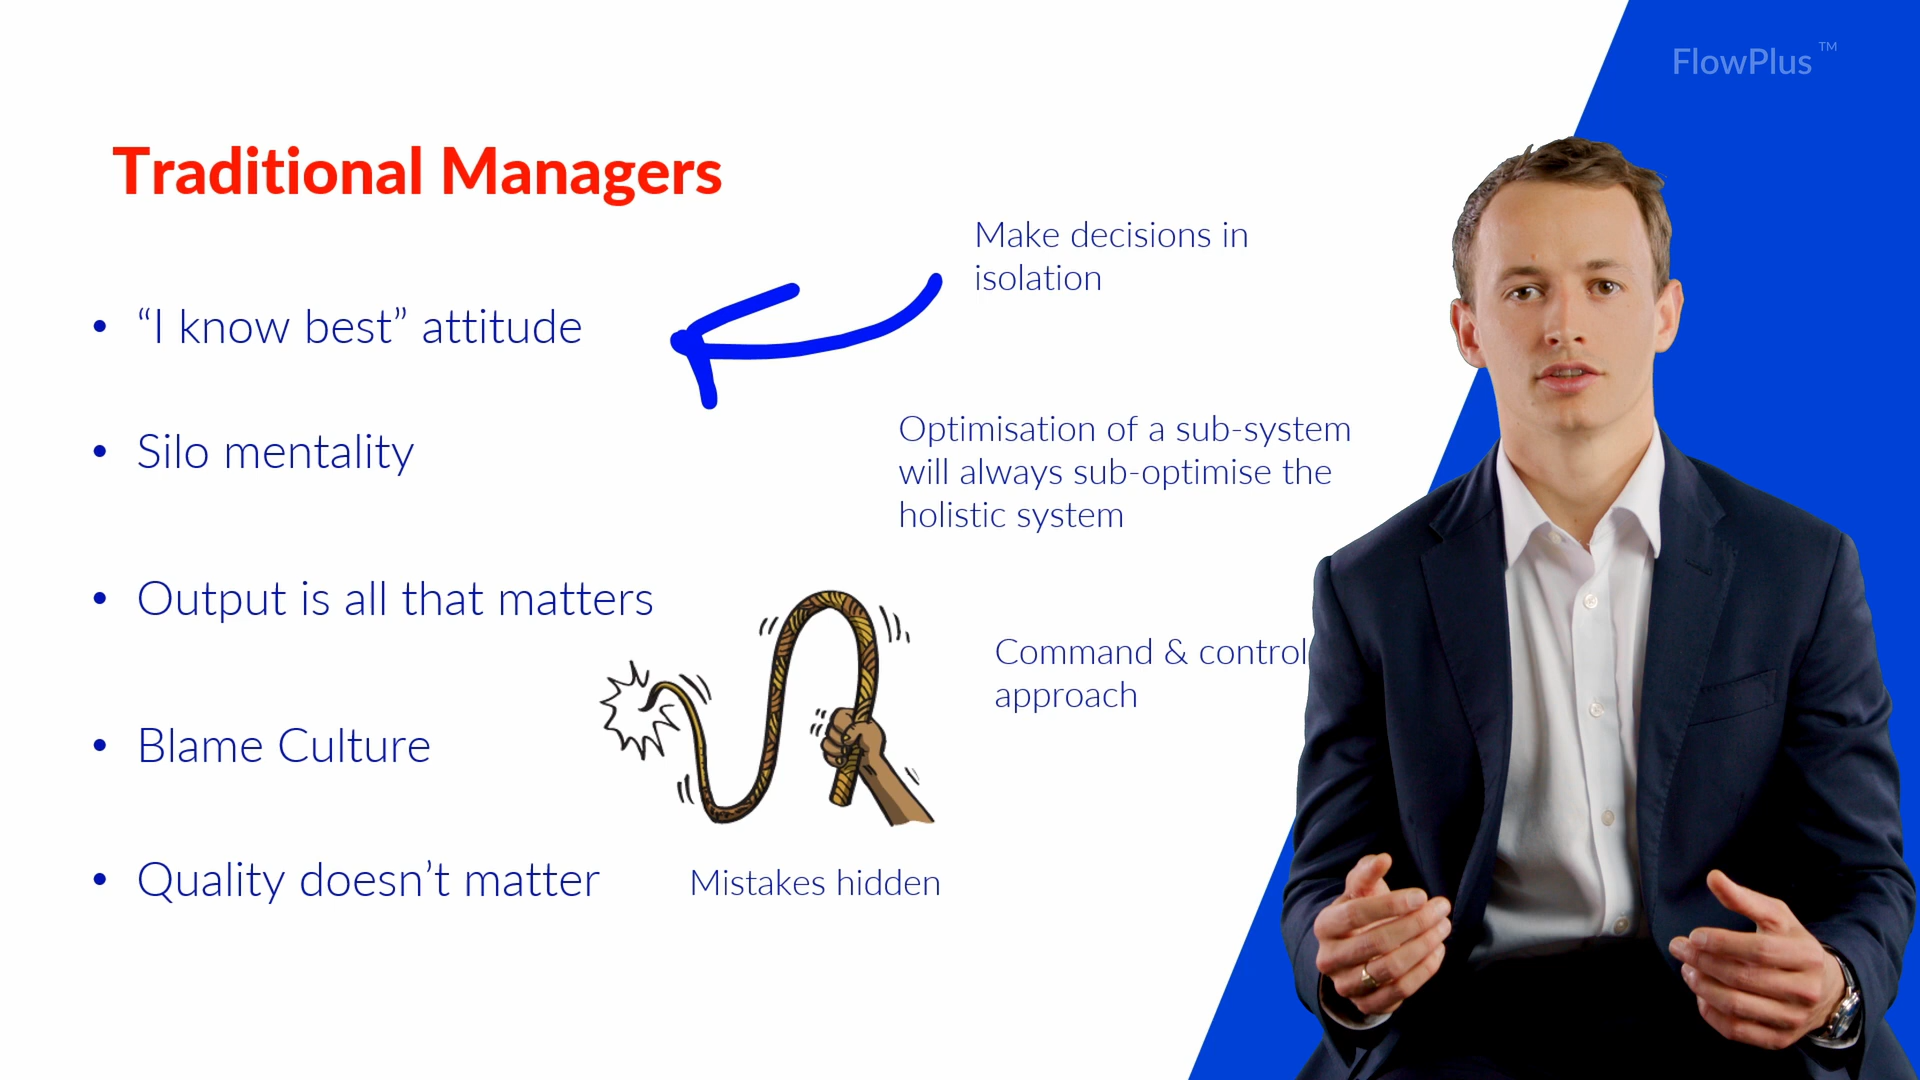 FlowPlus™
Traditional Managers
Make decisions in
isolation
• “I know best” attitude
• Silo mentality
Optimisation of a sub-system
will always sub-optimise the
holistic system
• Output is all that matters
Command & control
approach
• Blame Culture
• Quality doesn’t matter
Mistakes hidden